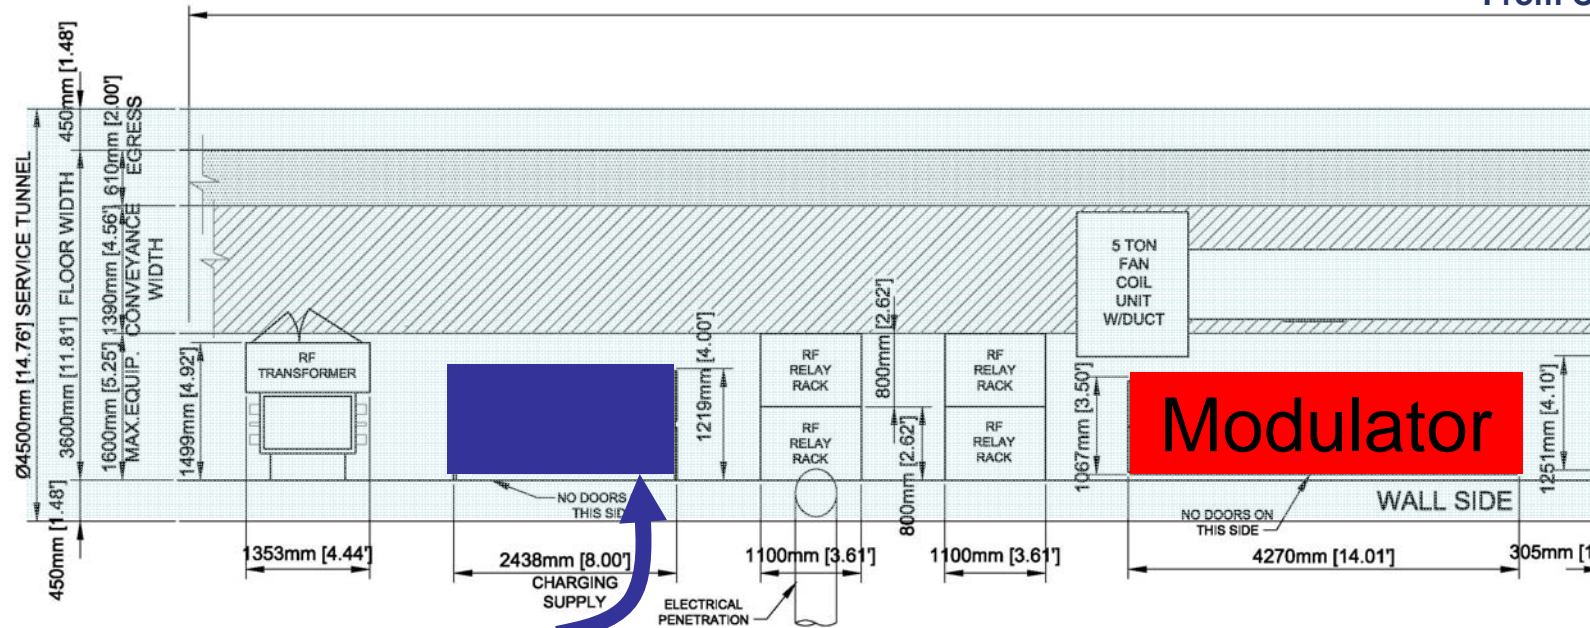 450mm [1.48']
Ø4500mm [14.76'] SERVICE TUNNEL
3600mm [11.81'] FLOOR WIDTH
450mm [1.48']
610mm [2.00']
EGRESS
1390mm [4.56']
CONVEYANCE
WIDTH
1600mm [5.25']
MAX.EQUIP.
1499mm [4.92']
RF
TRANSFORMER
1353mm [4.44']
NO DOORS
THIS SID
2438mm [8.00']
CHARGING
SUPPLY
1219mm [4.00']
RF
RELAY
RACK
RF
RELAY
RACK
800mm [2.62']
800mm [2.62']
1100mm [3.61']
ELECTRICAL
PENETRATION
RF
RELAY
RACK
RF
RELAY
RACK
1100mm [3.61']
5 TON
FAN
COIL
UNIT
W/DUCT
1067mm [3.50']
Modulator
1251mm [4.10']
WALL SIDE
NO DOORS ON
THIS SIDE
4270mm [14.01']
305mm [1